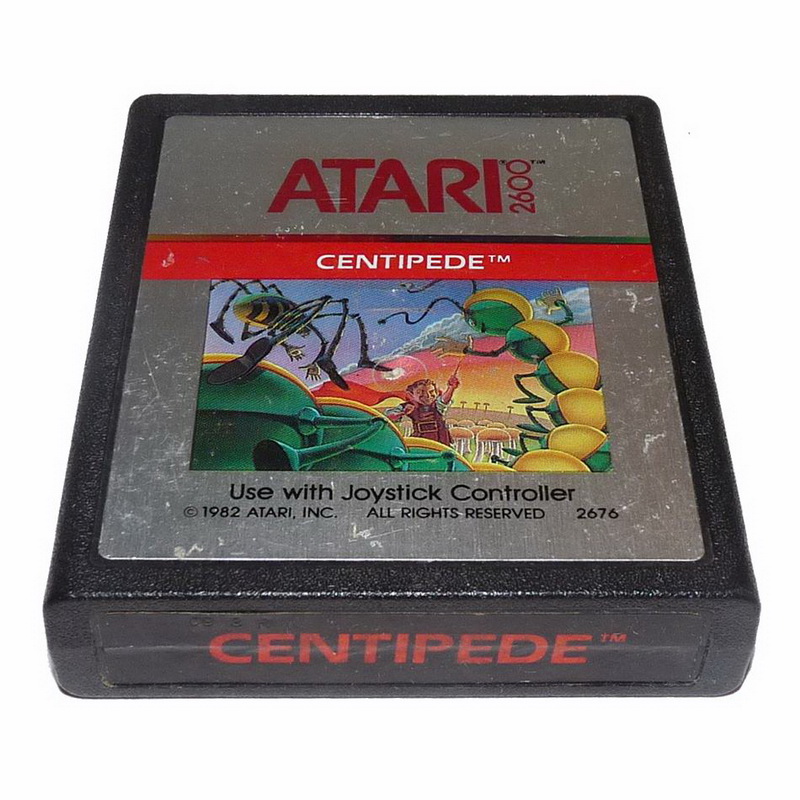 ATARI® 2600™
CENTIPEDE™
Use with Joystick Controller
© 1982 ATARI, INC. ALL RIGHTS RESERVED 2676
CENTIPEDE™